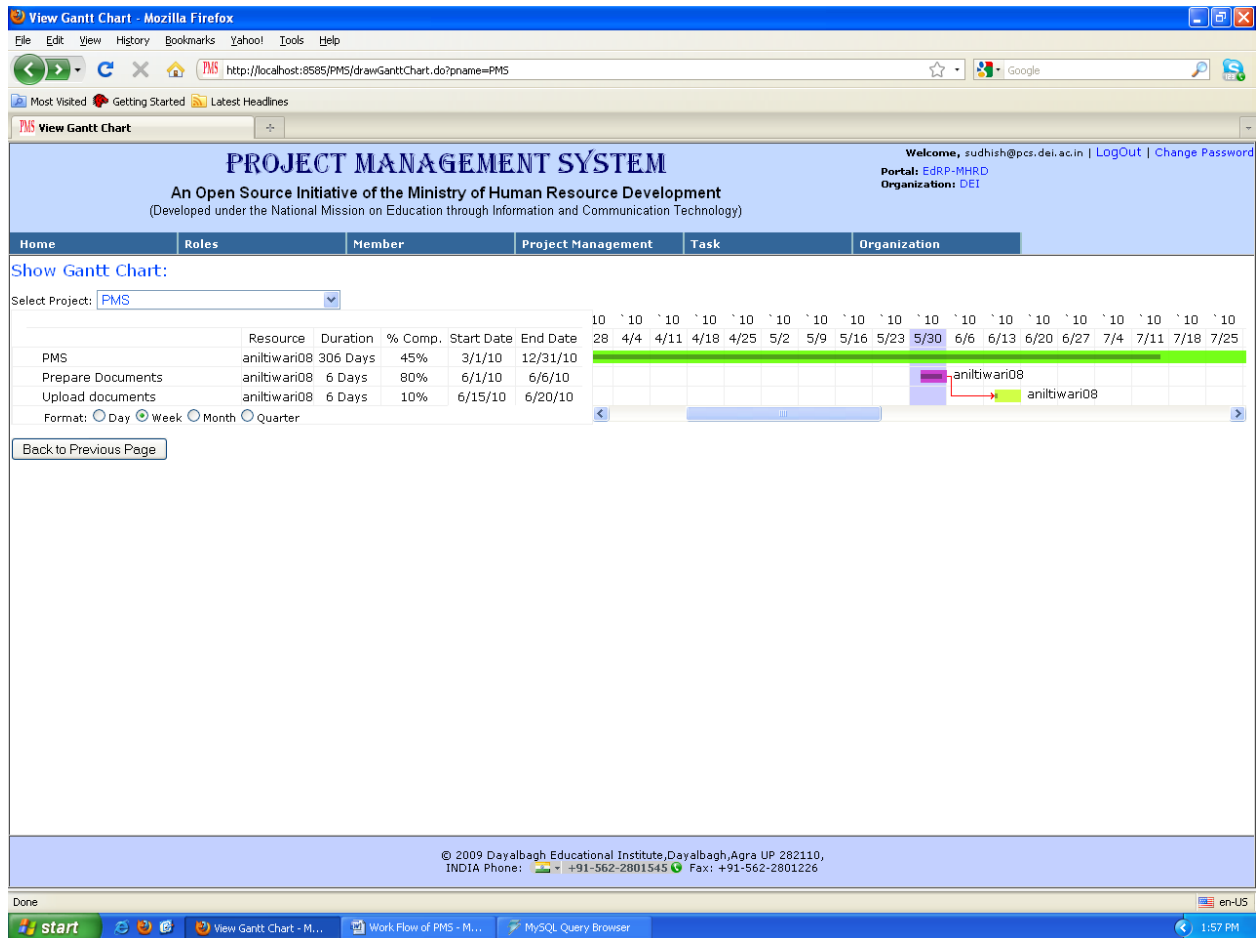 View Gantt Chart - Mozilla Firefox
File Edit View History Bookmarks Yahoo! Tools Help
PMS http://localhost:8585/PMS/drawGanttChart.do?pname=PMS Google
Most Visited Getting Started Latest Headlines
PMS View Gantt Chart
PROJECT MANAGEMENT SYSTEM
An Open Source Initiative of the Ministry of Human Resource Development
(Developed under the National Mission on Education through Information and Communication Technology)
Welcome, sudhish@pcs.dei.ac.in | LogOut | Change Password
Portal: EdRP-MHRD
Organization: DEI
Home Roles Member Project Management Task Organization
Show Gantt Chart:
Select Project: PMS
10 `10 `10 `10 `10 `10 `10 `10 `10 `10 `10 `10 `10 `10 `10 `10 `10 `10
Resource Duration % Comp. Start Date End Date 28 4/4 4/11 4/18 4/25 5/2 5/9 5/16 5/23 5/30 6/6 6/13 6/20 6/27 7/4 7/11 7/18 7/25
PMS aniltiwari08 306 Days 45% 3/1/10 12/31/10
Prepare Documents aniltiwari08 6 Days 80% 6/1/10 6/6/10 aniltiwari08
Upload documents aniltiwari08 6 Days 10% 6/15/10 6/20/10 aniltiwari08
Format: Day Week Month Quarter
Back to Previous Page
© 2009 Dayalbagh Educational Institute,Dayalbagh,Agra UP 282110,
INDIA Phone: +91-562-2801545 Fax: +91-562-2801226
Done en-US
start View Gantt Chart - M... Work Flow of PMS - M... MySQL Query Browser 1:57 PM